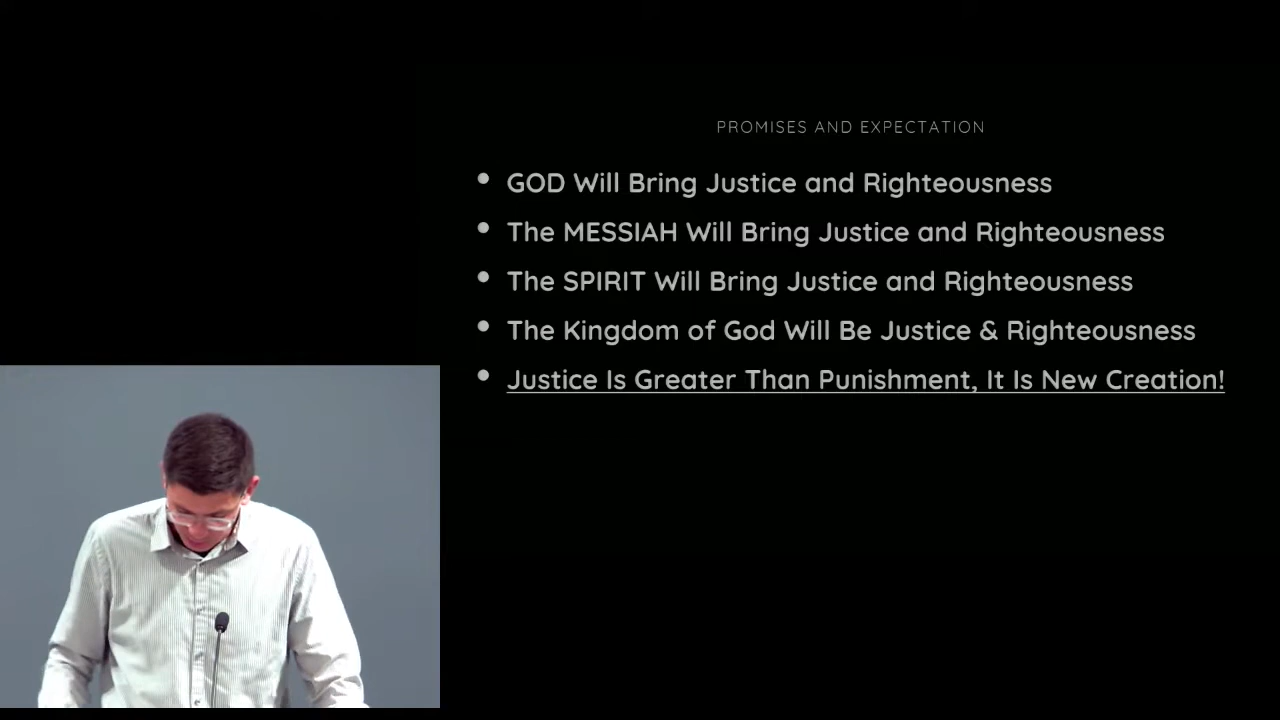 PROMISES AND EXPECTATION
• GOD Will Bring Justice and Righteousness
• The MESSIAH Will Bring Justice and Righteousness
• The SPIRIT Will Bring Justice and Righteousness
• The Kingdom of God Will Be Justice & Righteousness
• Justice Is Greater Than Punishment, It Is New Creation!